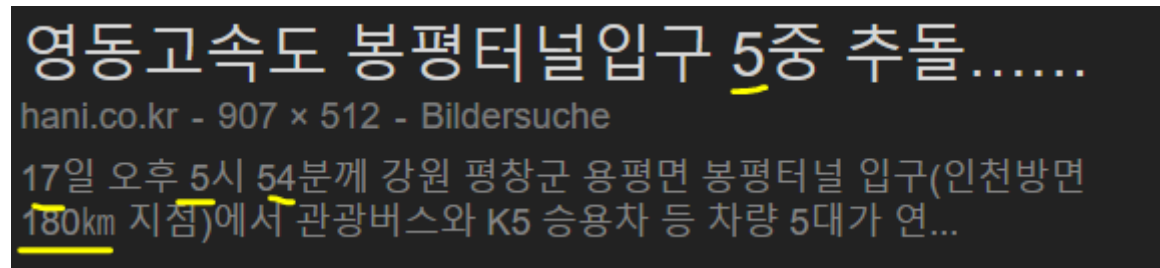 영동고속도 봉평터널입구 5중 추돌......
hani.co.kr - 907 × 512 - Bildersuche
17일 오후 5시 54분께 강원 평창군 용평면 봉평터널 입구(인천방면
180㎞ 지점)에서 관광버스와 K5 승용차 등 차량 5대가 연...